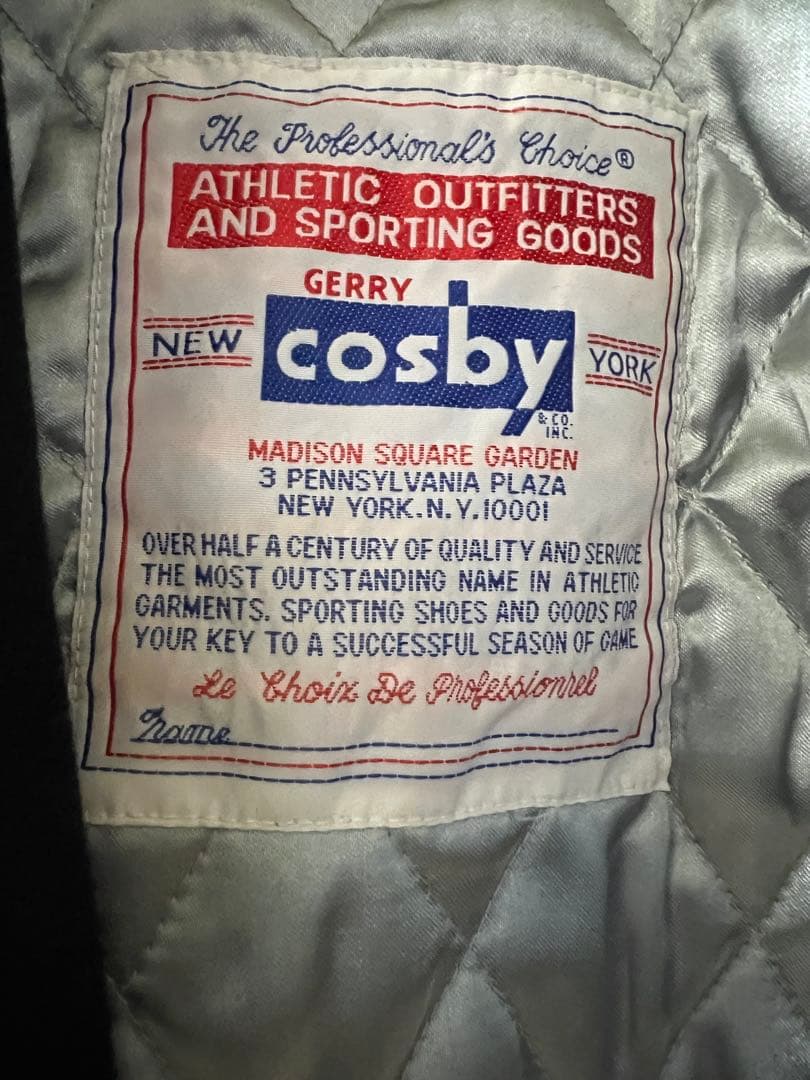 The Professional's Choice®
ATHLETIC OUTFITTERS
AND SPORTING GOODS
GERRY
NEW cosby YORK
& CO.
INC.
MADISON SQUARE GARDEN
3 PENNSYLVANIA PLAZA
NEW YORK.N.Y.10001
OVER HALF A CENTURY OF QUALITY AND SERVICE
THE MOST OUTSTANDING NAME IN ATHLETIC
GARMENTS. SPORTING SHOES AND GOODS FOR
YOUR KEY TO A SUCCESSFUL SEASON OF GAME
Le Choix De Professionnel
Name